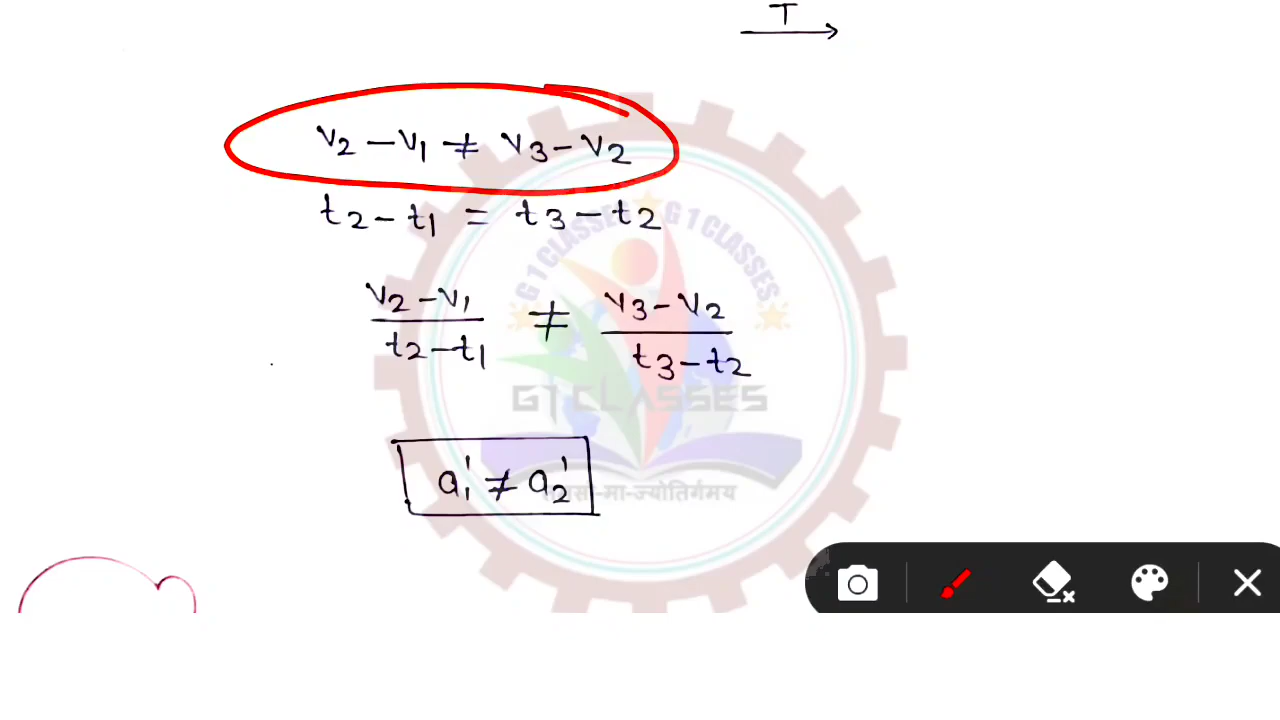 T
v2 - v1 ≠ v3 - v2
t2 - t1 = t3 - t2
v2 - v1 / t2 - t1 ≠ v3 - v2 / t3 - t2
G1 CLASSES G1 CLASSES
G1 CLASSES
a1' ≠ a2'
-मा-ज्योतिर्गमय